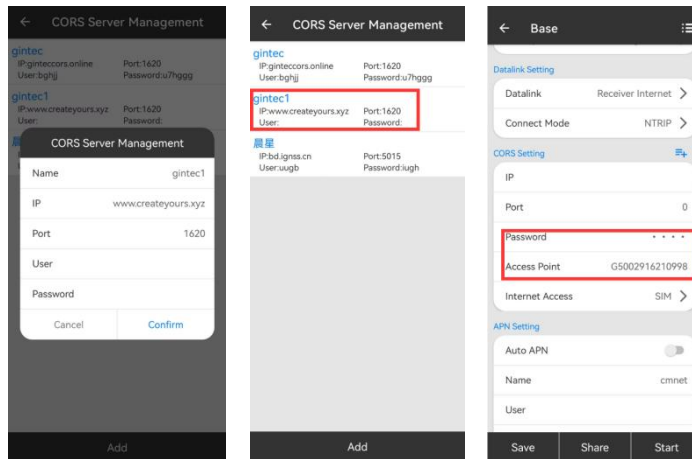 CORS Server Management
gintec
IP:ginteccors.online Port:1620
User:bghjj Password:u7hggg
gintec1
IP:www.createyours.xyz Port:1620
User: Password:
CORS Server Management
Name gintec1
IP www.createyours.xyz
Port 1620
User
Password
Cancel Confirm
Add
CORS Server Management
gintec
IP:ginteccors.online Port:1620
User:bghjj Password:u7hggg
gintec1
IP:www.createyours.xyz Port:1620
User: Password:
晨星
IP:bd.ignss.cn Port:5015
User:uugb Password:iugh
Add
Base
Datalink Setting
Datalink Receiver Internet
Connect Mode NTRIP
CORS Setting
IP
Port 0
Password • • • •
Access Point G5002916210998
Internet Access SIM
APN Setting
Auto APN
Name cmnet
User
Save Share Start